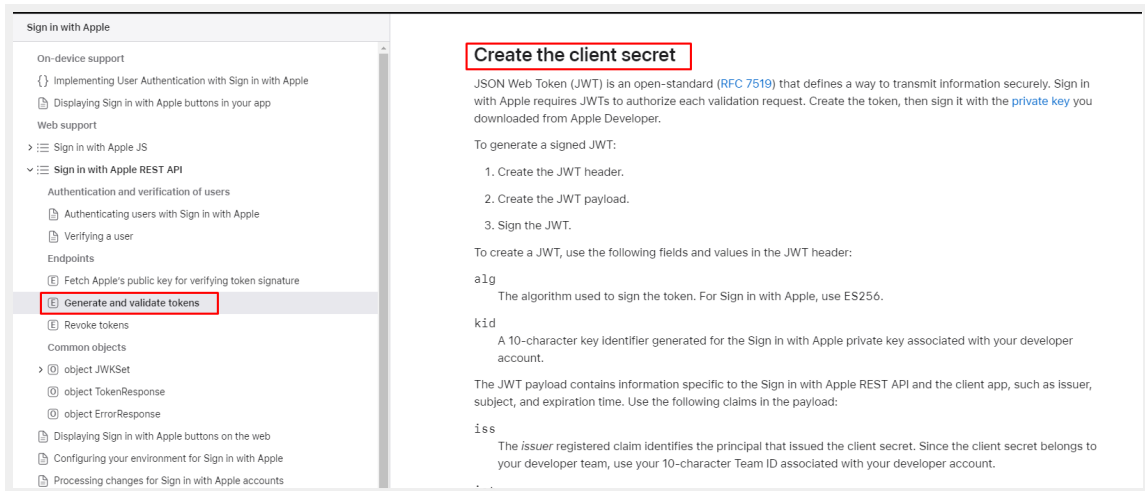 Sign in with Apple
On-device support
{} Implementing User Authentication with Sign in with Apple
Displaying Sign in with Apple buttons in your app
Web support
Sign in with Apple JS
Sign in with Apple REST API
Authentication and verification of users
Authenticating users with Sign in with Apple
Verifying a user
Endpoints
E Fetch Apple's public key for verifying token signature
E Generate and validate tokens
E Revoke tokens
Common objects
O object JWKSet
O object TokenResponse
O object ErrorResponse
Displaying Sign in with Apple buttons on the web
Configuring your environment for Sign in with Apple
Processing changes for Sign in with Apple accounts
Create the client secret
JSON Web Token (JWT) is an open-standard (RFC 7519) that defines a way to transmit information securely. Sign in
with Apple requires JWTs to authorize each validation request. Create the token, then sign it with the private key you
downloaded from Apple Developer.
To generate a signed JWT:
1. Create the JWT header.
2. Create the JWT payload.
3. Sign the JWT.
To create a JWT, use the following fields and values in the JWT header:
alg
The algorithm used to sign the token. For Sign in with Apple, use ES256.
kid
A 10-character key identifier generated for the Sign in with Apple private key associated with your developer
account.
The JWT payload contains information specific to the Sign in with Apple REST API and the client app, such as issuer,
subject, and expiration time. Use the following claims in the payload:
iss
The issuer registered claim identifies the principal that issued the client secret. Since the client secret belongs to
your developer team, use your 10-character Team ID associated with your developer account.